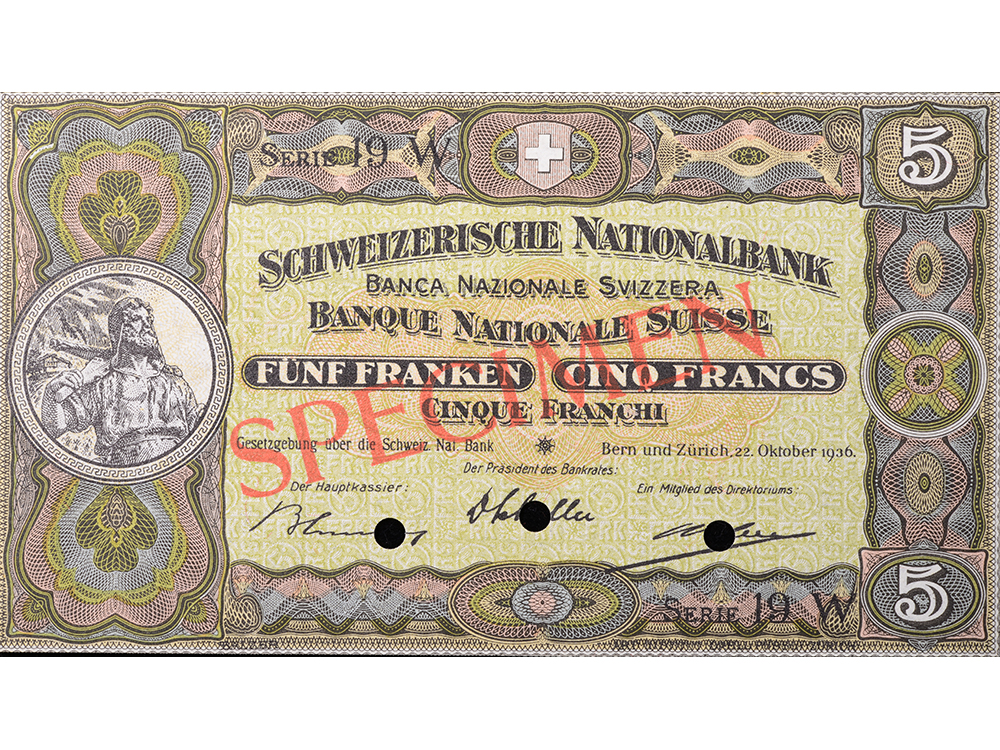 SERIE 19 W
5
SCHWEIZERISCHE NATIONALBANK
BANCA NAZIONALE SVIZZERA
BANQUE NATIONALE SUISSE
FÜNF FRANKEN CINQ FRANCS
CINQUE FRANCHI
SPECIMEN
Gesetzgebung über die Schweiz. Nat. Bank Bern und Zürich, 22. Oktober 1936.
Der Präsident des Bankrates:
Der Hauptkassier: Ein Mitglied des Direktoriums:
5
SERIE 19 W
BALZER
ZÜRICH